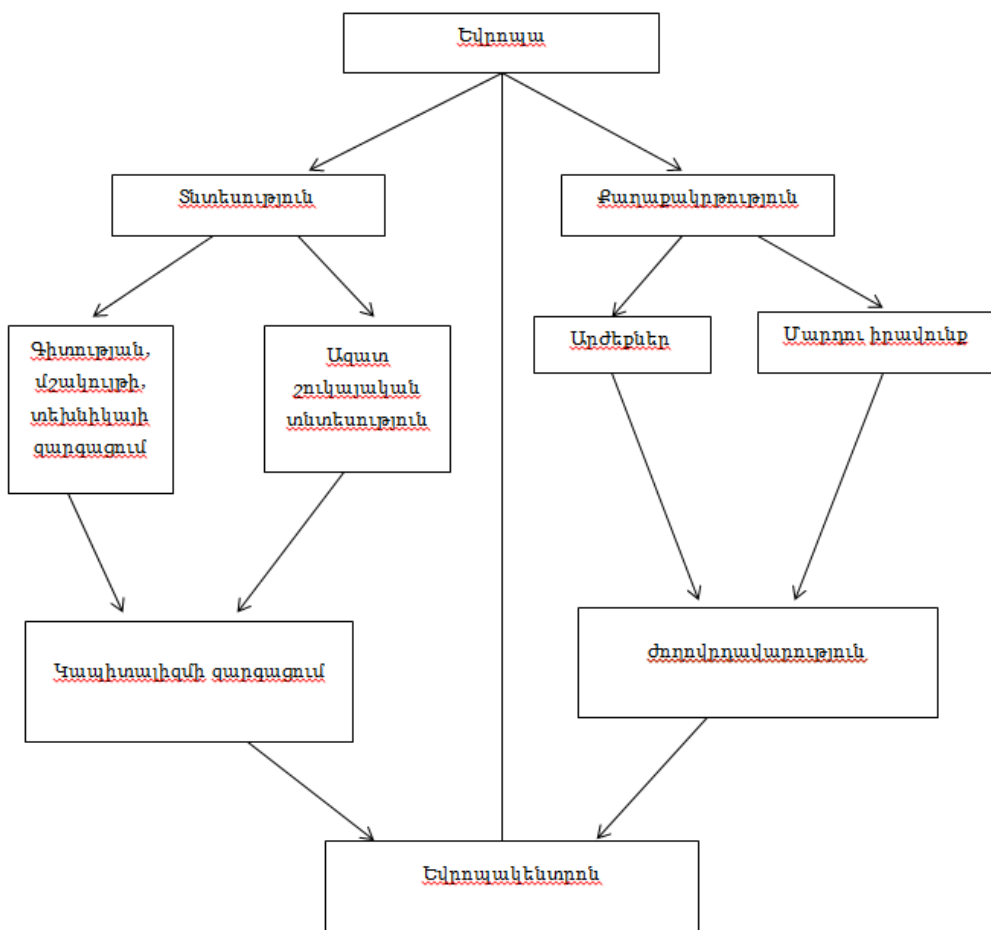 Եվրոպա
Տնտեսություն
Քաղաքակրթություն
Գիտության,
մշակույթի,
տեխնիկայի
զարգացում
Ազատ
շուկայական
տնտեսություն
Արժեքներ
Մարդու իրավունք
Կապիտալիզմի զարգացում
Ժողովրդավարություն
Եվրոպակենտրոն